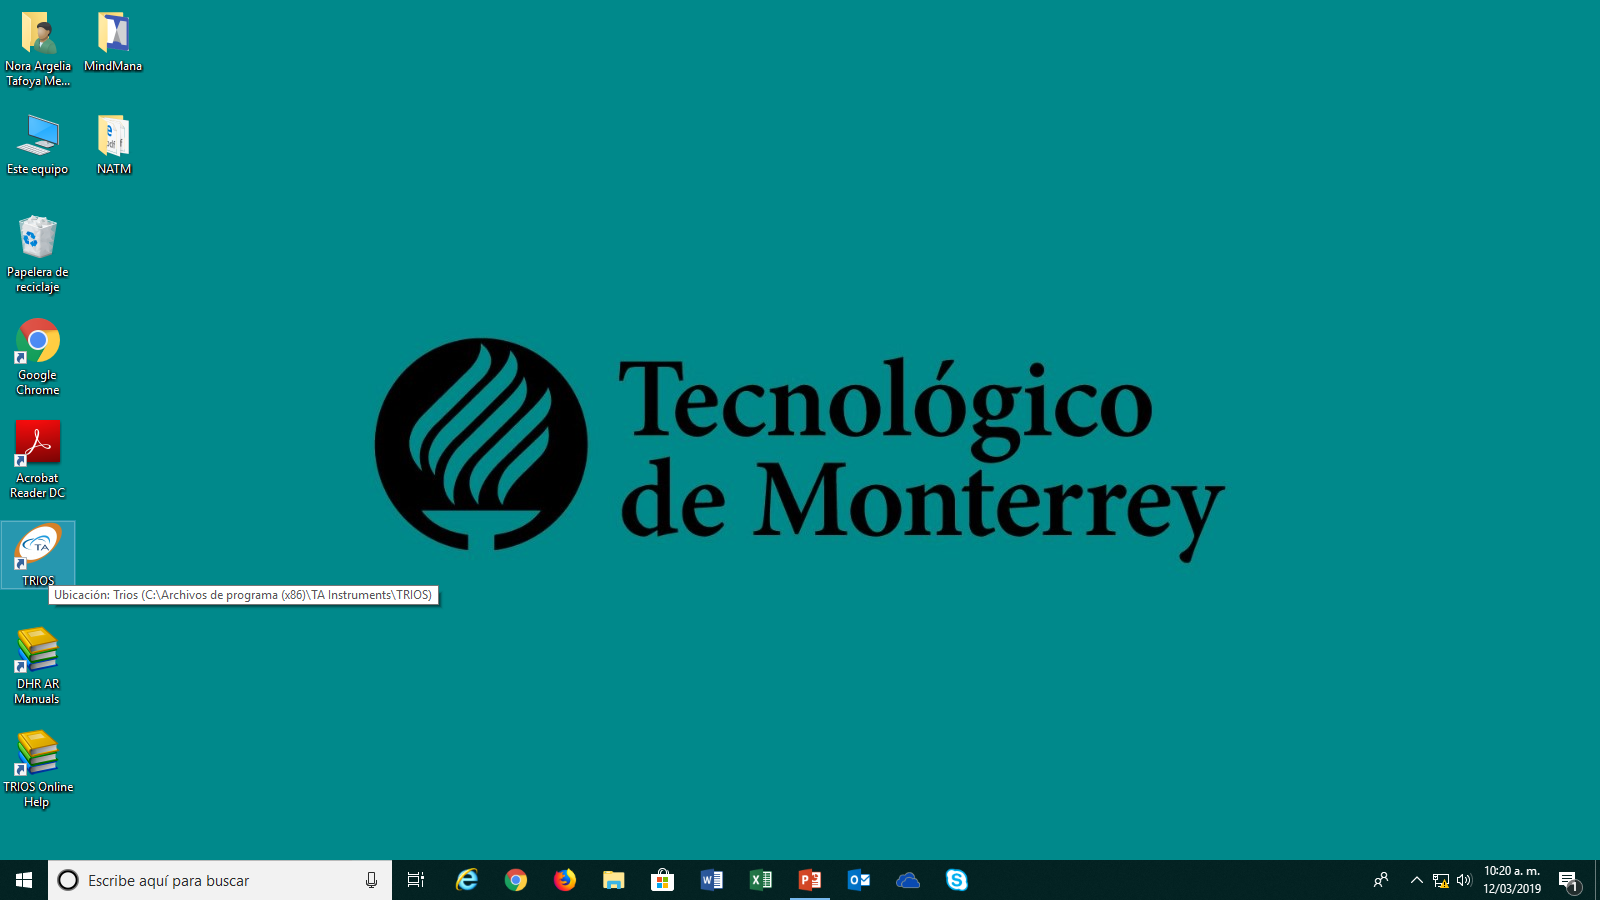 Nora Argelia
Tafoya Me...
MindMana
Este equipo
NATM
Papelera de
reciclaje
Google
Chrome
Acrobat
Reader DC
TA
TRIOS
Ubicación: Trios (C:\Archivos de programa (x86)\TA Instruments\TRIOS)
DHR AR
Manuals
TRIOS Online
Help
Tecnológico
de Monterrey
Escribe aquí para buscar
10:20 a. m.
12/03/2019
1